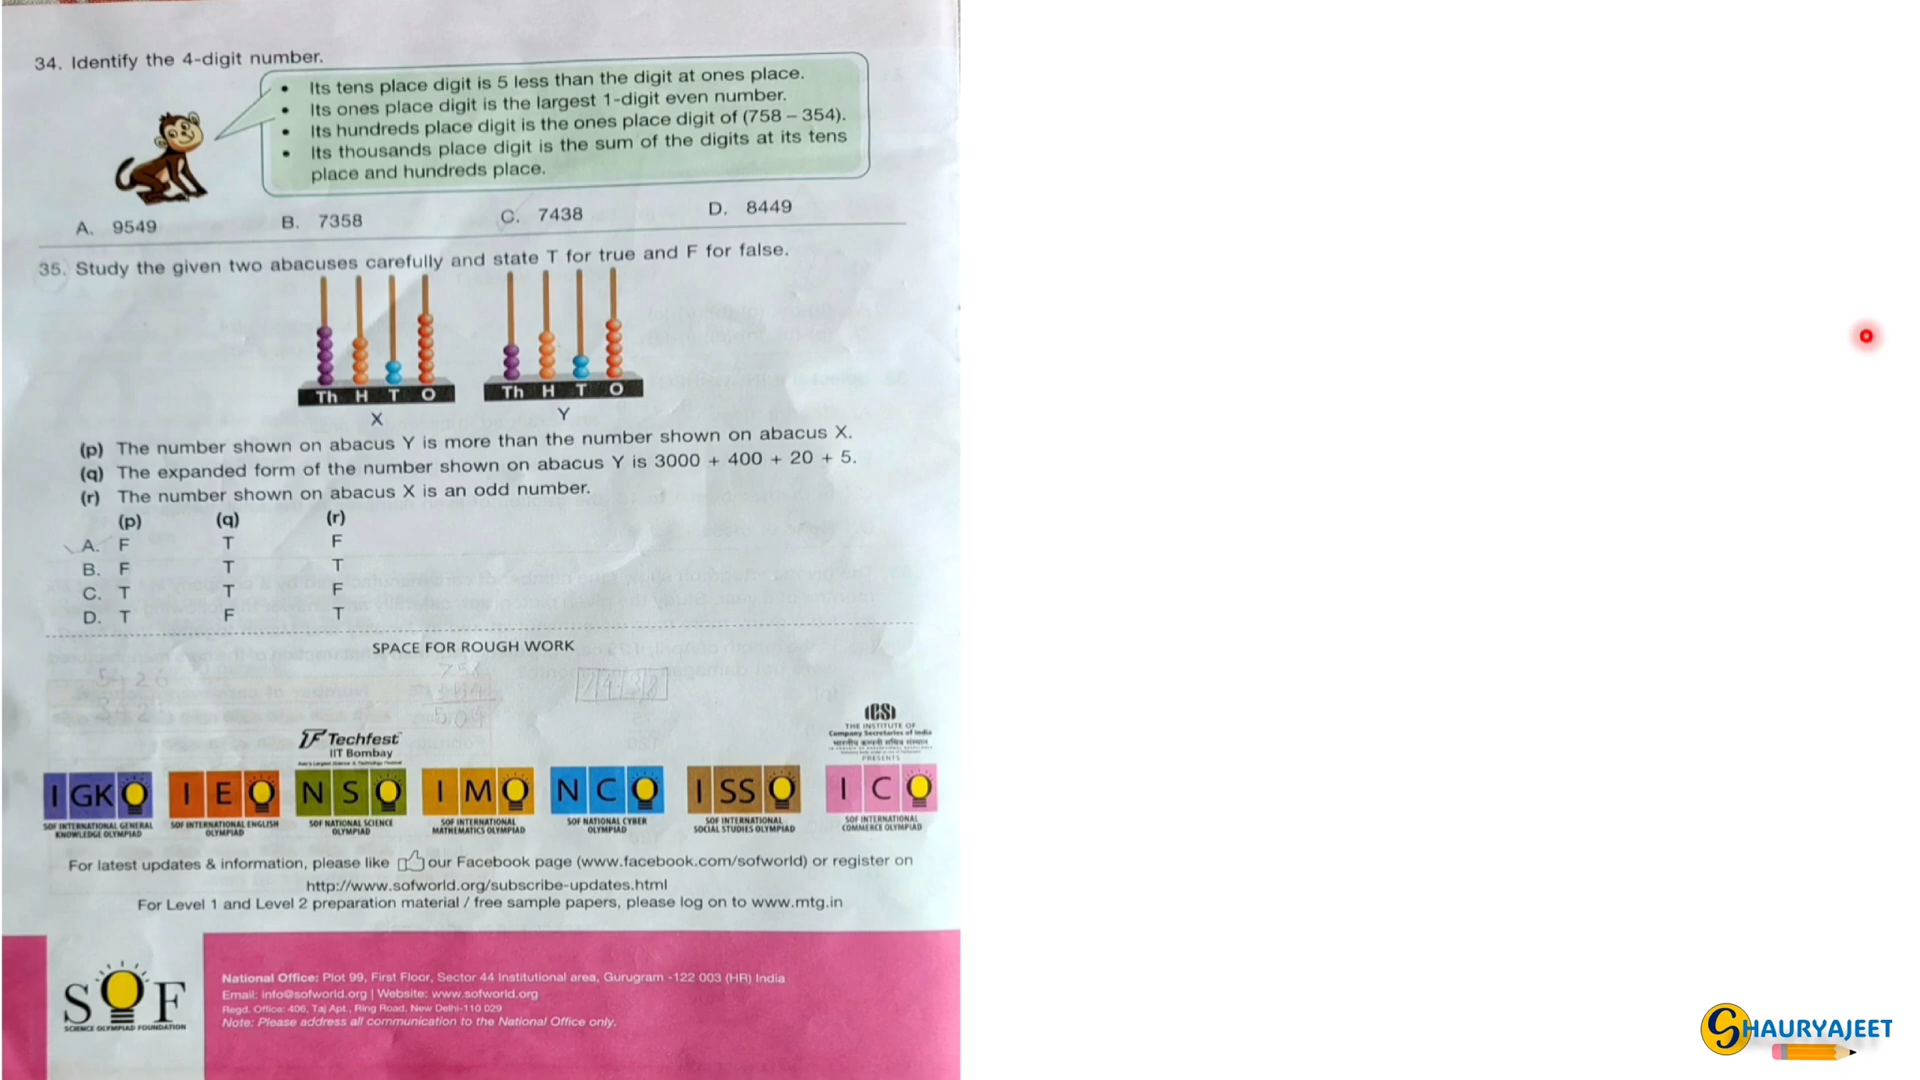 34. Identify the 4-digit number.
• Its tens place digit is 5 less than the digit at ones place.
• Its ones place digit is the largest 1-digit even number.
• Its hundreds place digit is the ones place digit of (758 – 354).
• Its thousands place digit is the sum of the digits at its tens
place and hundreds place.
A. 9549 B. 7358 C. 7438 D. 8449
35. Study the given two abacuses carefully and state T for true and F for false.
Th H T O Th H T O
X Y
(p) The number shown on abacus Y is more than the number shown on abacus X.
(q) The expanded form of the number shown on abacus Y is 3000 + 400 + 20 + 5.
(r) The number shown on abacus X is an odd number.
(p) (q) (r)
A. F T F
B. F T T
C. T T F
D. T F T
SPACE FOR ROUGH WORK
Techfest
IIT Bombay
THE INSTITUTE OF
Company Secretaries of India
भारतीय कम्पनी सचिव संस्थान
PRESENTS
IGKO IEO NSO IMO NCO ISSO ICO
SOF INTERNATIONAL GENERAL
KNOWLEDGE OLYMPIAD
SOF INTERNATIONAL ENGLISH
OLYMPIAD
SOF NATIONAL SCIENCE
OLYMPIAD
SOF INTERNATIONAL
MATHEMATICS OLYMPIAD
SOF NATIONAL CYBER
OLYMPIAD
SOF INTERNATIONAL
SOCIAL STUDIES OLYMPIAD
SOF INTERNATIONAL
COMMERCE OLYMPIAD
For latest updates & information, please like our Facebook page (www.facebook.com/sofworld) or register on
http://www.sofworld.org/subscribe-updates.html
For Level 1 and Level 2 preparation material / free sample papers, please log on to www.mtg.in
SOF
SCIENCE OLYMPIAD FOUNDATION
National Office: Plot 99, First Floor, Sector 44 Institutional area, Gurugram -122 003 (HR) India
Email: info@sofworld.org | Website: www.sofworld.org
Regd. Office: 406, Taj Apt., Ring Road, New Delhi-110 029
Note: Please address all communication to the National Office only.
SHAURYAJEET